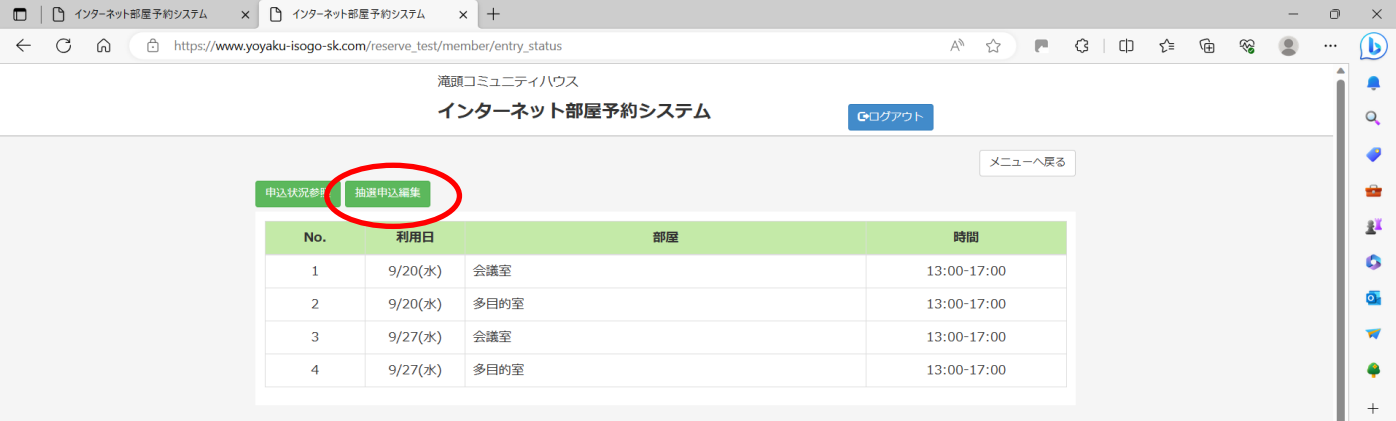 インターネット部屋予約システム
インターネット部屋予約システム
https://www.yoyaku-isogo-sk.com/reserve_test/member/entry_status
滝頭コミュニティハウス
インターネット部屋予約システム
ログアウト
メニューへ戻る
申込状況参 抽選申込編集
No. 利用日 部屋 時間
1 9/20(水) 会議室 13:00-17:00
2 9/20(水) 多目的室 13:00-17:00
3 9/27(水) 会議室 13:00-17:00
4 9/27(水) 多目的室 13:00-17:00